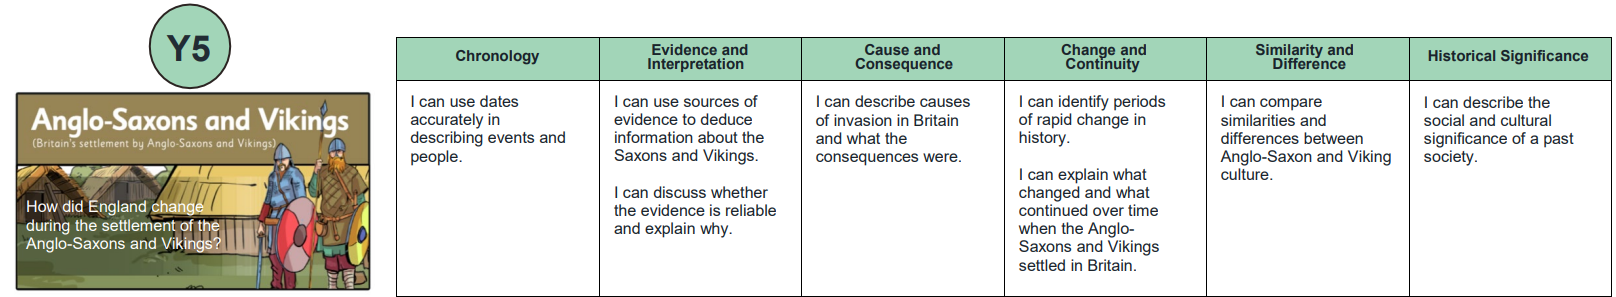 Y5
Anglo-Saxons and Vikings
(Britain's settlement by Anglo-Saxons and Vikings)
How did England change
during the settlement of the
Anglo-Saxons and Vikings?
Chronology
I can use dates
accurately in
describing events and
people.
Evidence and
Interpretation
I can use sources of
evidence to deduce
information about the
Saxons and Vikings.
I can discuss whether
the evidence is reliable
and explain why.
Cause and
Consequence
I can describe causes
of invasion in Britain
and what the
consequences were.
Change and
Continuity
I can identify periods
of rapid change in
history.
I can explain what
changed and what
continued over time
when the Anglo-
Saxons and Vikings
settled in Britain.
Similarity and
Difference
I can compare
similarities and
differences between
Anglo-Saxon and Viking
culture.
Historical Significance
I can describe the
social and cultural
significance of a past
society.